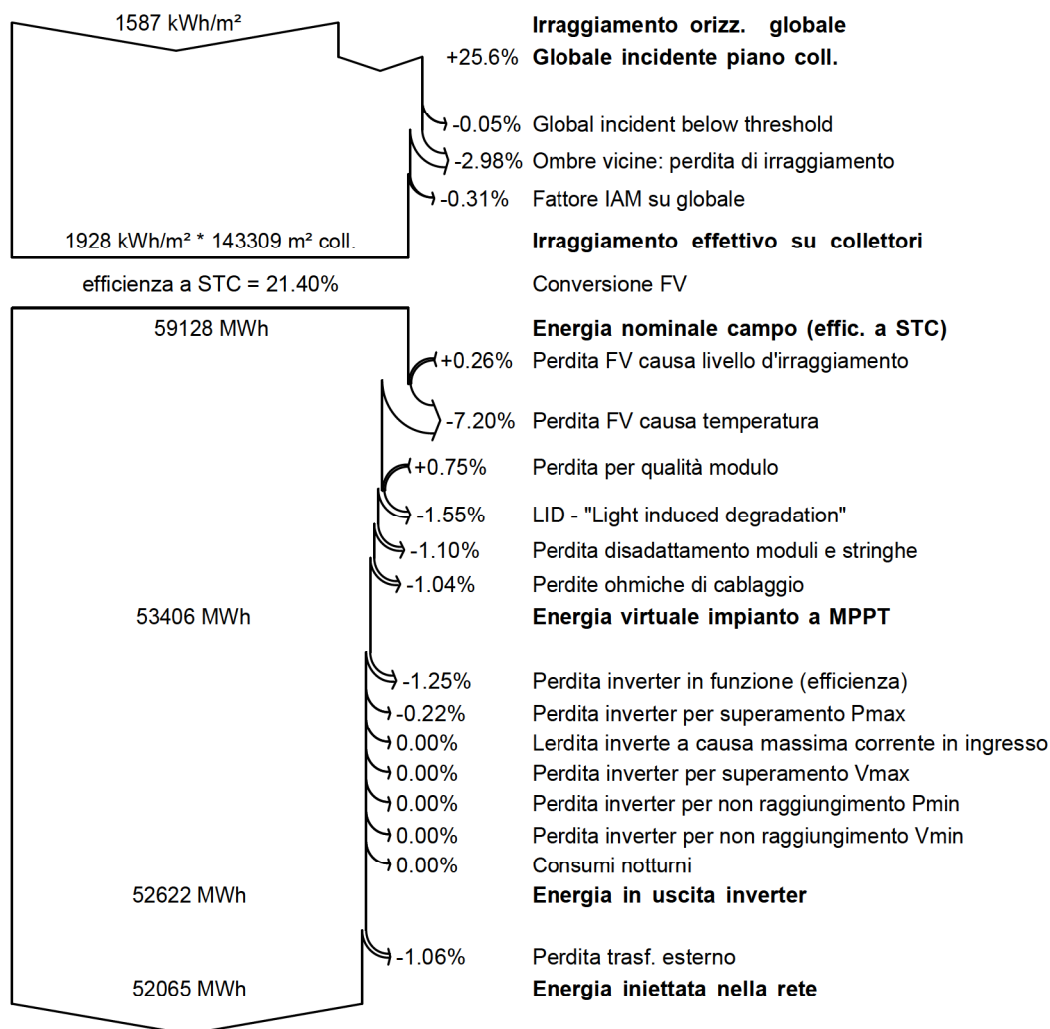 1587 kWh/m² Irraggiamento orizz. globale
+25.6% Globale incidente piano coll.
-0.05% Global incident below threshold
-2.98% Ombre vicine: perdita di irraggiamento
-0.31% Fattore IAM su globale
1928 kWh/m² * 143309 m² coll. Irraggiamento effettivo su collettori
efficienza a STC = 21.40% Conversione FV
59128 MWh Energia nominale campo (effic. a STC)
+0.26% Perdita FV causa livello d'irraggiamento
-7.20% Perdita FV causa temperatura
+0.75% Perdita per qualità modulo
-1.55% LID - "Light induced degradation"
-1.10% Perdita disadattamento moduli e stringhe
-1.04% Perdite ohmiche di cablaggio
53406 MWh Energia virtuale impianto a MPPT
-1.25% Perdita inverter in funzione (efficienza)
-0.22% Perdita inverter per superamento Pmax
0.00% Lerdita inverte a causa massima corrente in ingresso
0.00% Perdita inverter per superamento Vmax
0.00% Perdita inverter per non raggiungimento Pmin
0.00% Perdita inverter per non raggiungimento Vmin
0.00% Consumi notturni
52622 MWh Energia in uscita inverter
-1.06% Perdita trasf. esterno
52065 MWh Energia iniettata nella rete